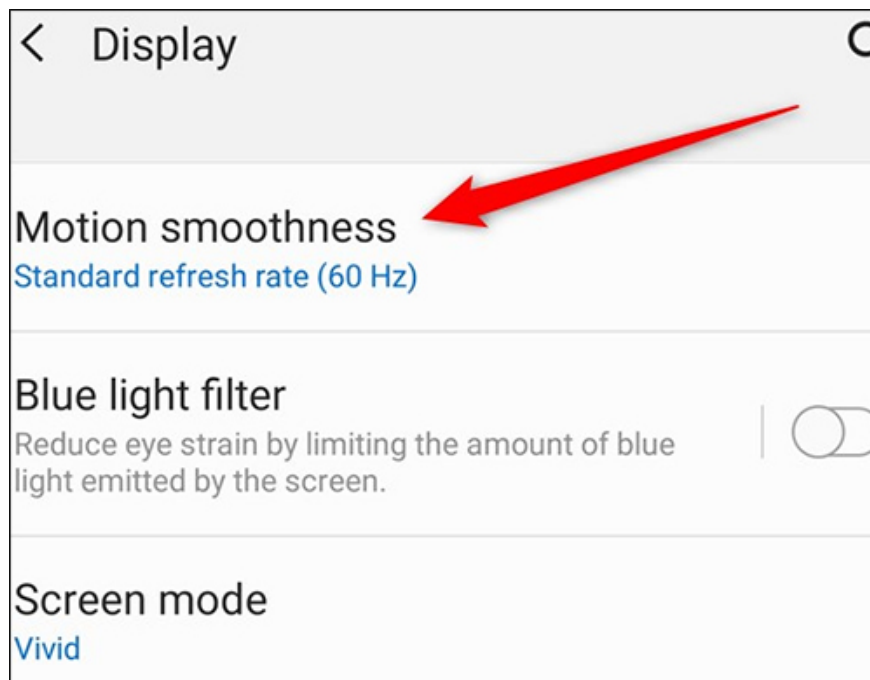 Display
Motion smoothness
Standard refresh rate (60 Hz)
Blue light filter
Reduce eye strain by limiting the amount of blue
light emitted by the screen.
Screen mode
Vivid